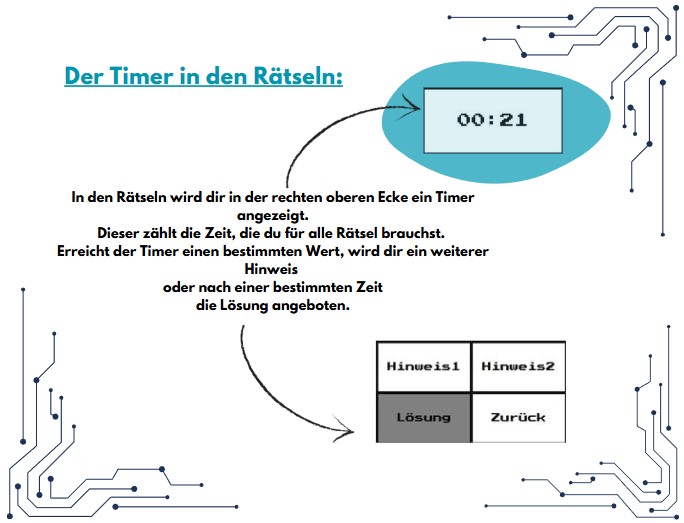 Der Timer in den Rätseln:
00:21
In den Rätseln wird dir in der rechten oberen Ecke ein Timer
angezeigt.
Dieser zählt die Zeit, die du für alle Rätsel brauchst.
Erreicht der Timer einen bestimmten Wert, wird dir ein weiterer
Hinweis
oder nach einer bestimmten Zeit
die Lösung angeboten.
Hinweis1 Hinweis2
Lösung Zurück